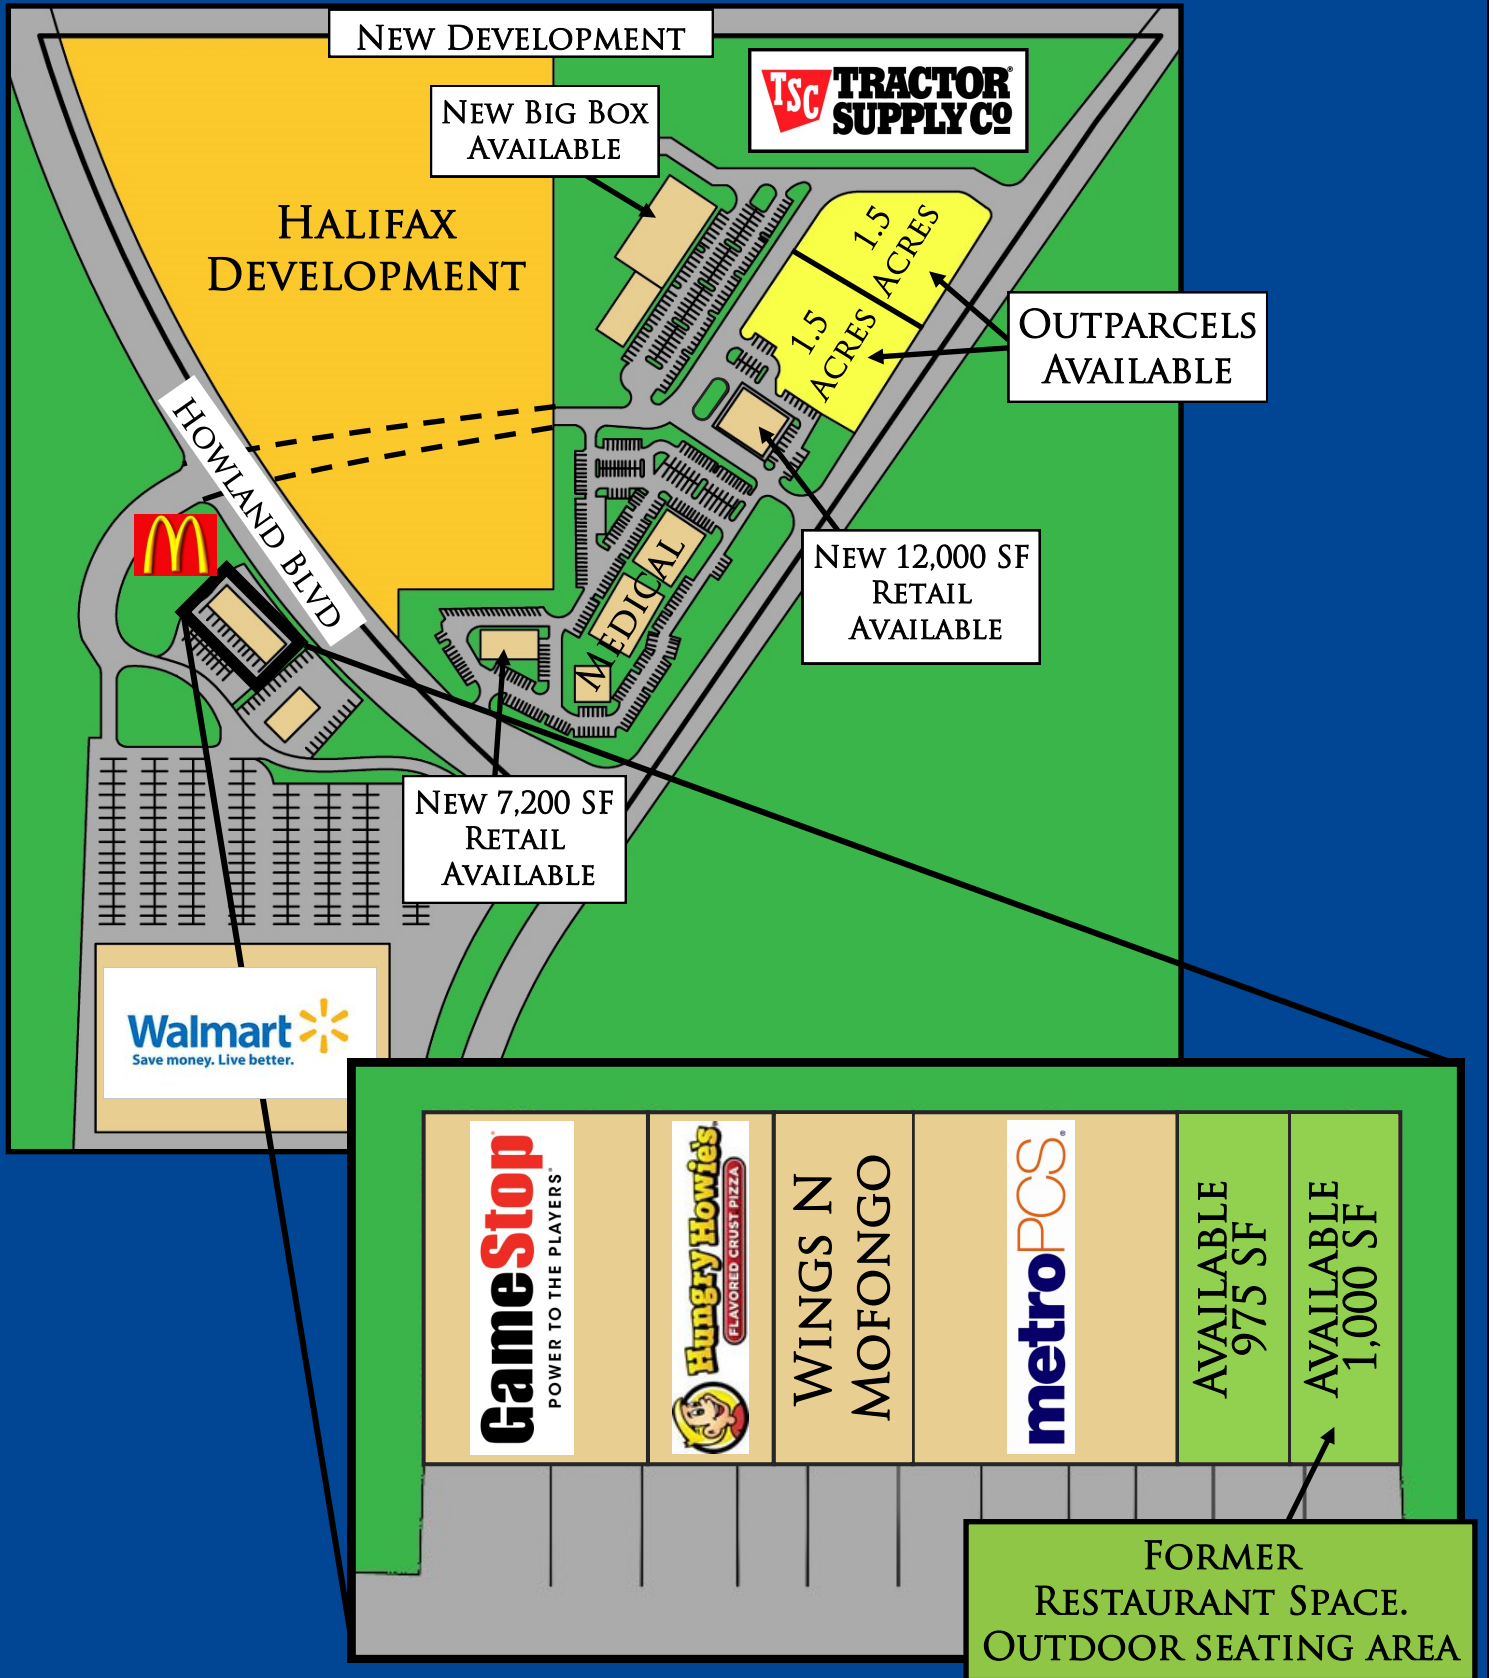 New Development
New Big Box
Available
TSC
TRACTOR
SUPPLY CO
Halifax
Development
1.5
Acres
1.5
Acres
Outparcels
Available
Howland Blvd
New 12,000 SF
Retail
Available
Medical
New 7,200 SF
Retail
Available
Walmart
Save money. Live better.
GameStop
POWER TO THE PLAYERS
Hungry Howie's
FLAVORED CRUST PIZZA
Wings N
Mofongo
metroPCS.
Available
975 SF
Available
1,000 SF
Former
Restaurant Space.
Outdoor seating area